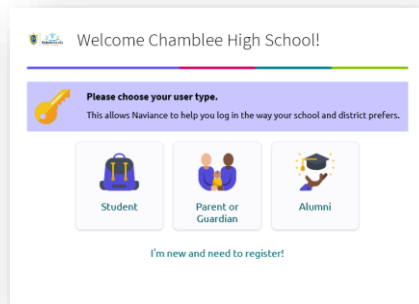 Welcome Chamblee High School!
Please choose your user type.
This allows Naviance to help you log in the way your school and district prefers.
Student
Parent or
Guardian
Alumni
I'm new and need to register!